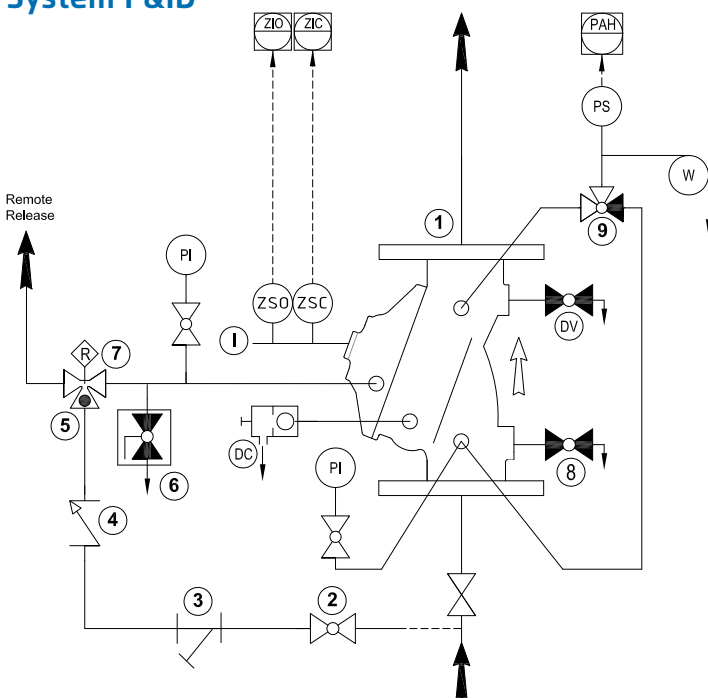 System P&ID
ZIO ZIC
PAH
PS
W
Remote
Release
1
9
PI
ZSO ZSC
I
DV
R 7
5
DC
6
PI
8
4
3
2